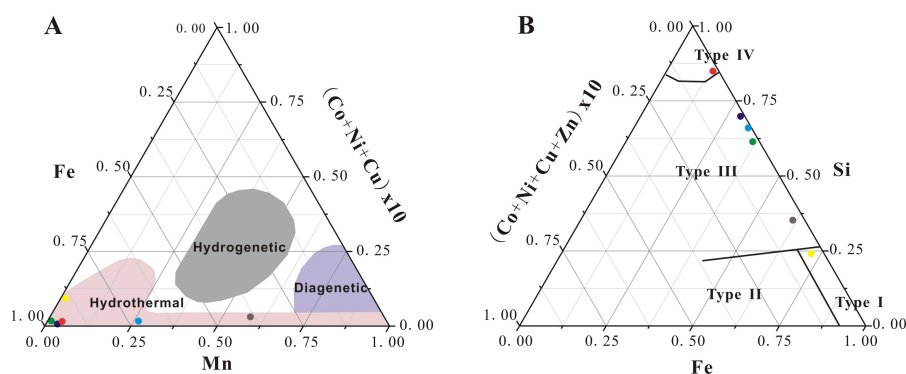 A
0.00
1.00
0.25
0.75
(Co+Ni+Cu) x10
Fe
0.50
0.50
Hydrogenetic
0.75
0.25
Diagenetic
Hydrothermal
1.00
0.00
0.00
0.25
0.50
0.75
1.00
Mn
B
0.00
1.00
Type IV
0.25
0.75
(Co+Ni+Cu+Zn) x10
0.50
Type III
0.50
Si
0.75
0.25
Type II
Type I
1.00
0.00
0.00
0.25
0.50
0.75
1.00
Fe